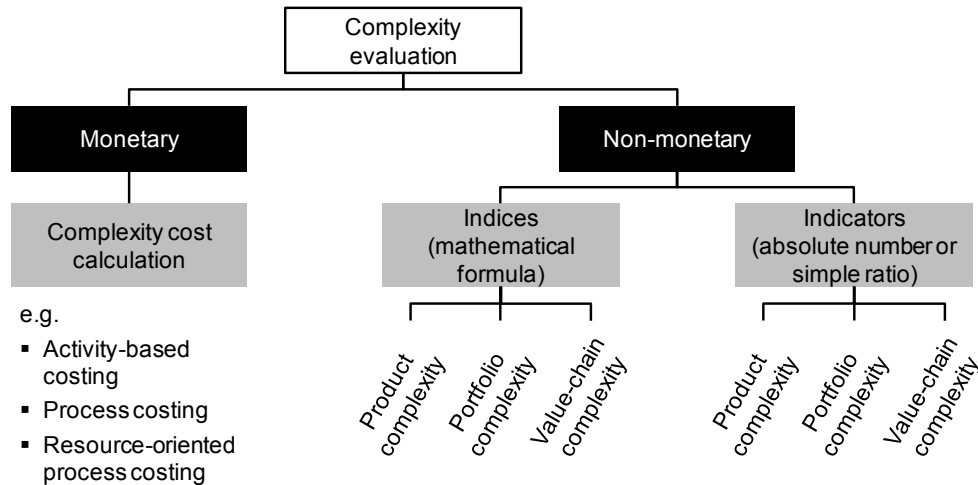 Complexity
evaluation
Monetary
Non-monetary
Complexity cost
calculation
Indices
(mathematical
formula)
Indicators
(absolute number or
simple ratio)
e.g.
▪ Activity-based
costing
▪ Process costing
▪ Resource-oriented
process costing
Product
complexity
Portfolio
complexity
Value-chain
complexity
Product
complexity
Portfolio
complexity
Value-chain
complexity